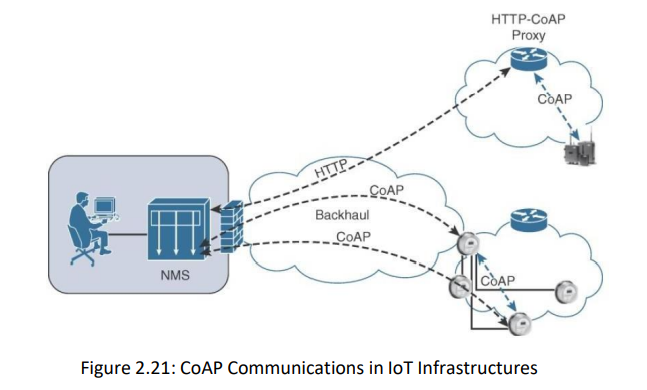 HTTP-CoAP
Proxy
CoAP
HTTP
CoAP
Backhaul
CoAP
NMS
CoAP
Figure 2.21: CoAP Communications in IoT Infrastructures